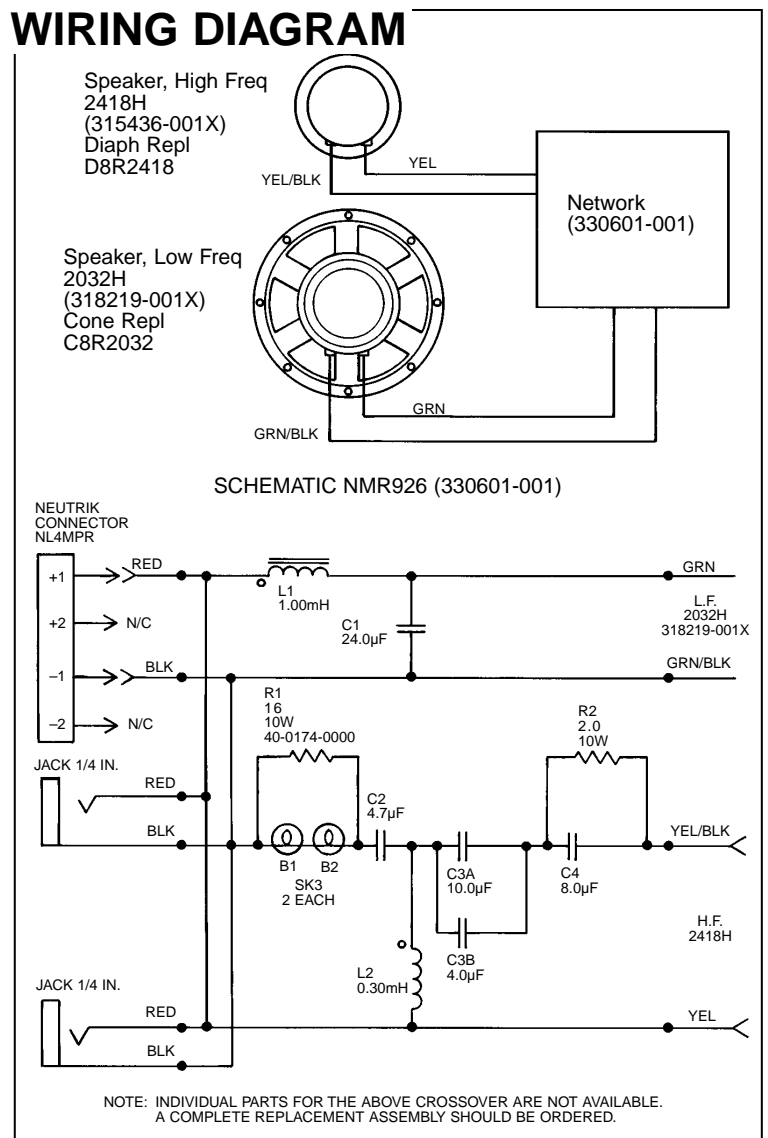 WIRING DIAGRAM
Speaker, High Freq
2418H
(315436-001X)
Diaph Repl
D8R2418
YEL
YEL/BLK
Network
(330601-001)
Speaker, Low Freq
2032H
(318219-001X)
Cone Repl
C8R2032
GRN
GRN/BLK
SCHEMATIC NMR926 (330601-001)
NEUTRIK
CONNECTOR
NL4MPR
+1
RED
L1
1.00mH
C1
24.0µF
GRN
L.F.
2032H
318219-001X
+2
N/C
–1
BLK
GRN/BLK
–2
N/C
R1
16
10W
40-0174-0000
R2
2.0
10W
JACK 1/4 IN.
RED
BLK
B1
B2
SK3
2 EACH
C2
4.7µF
C3A
10.0µF
C3B
4.0µF
C4
8.0µF
YEL/BLK
H.F.
2418H
L2
0.30mH
JACK 1/4 IN.
RED
BLK
YEL
NOTE: INDIVIDUAL PARTS FOR THE ABOVE CROSSOVER ARE NOT AVAILABLE.
A COMPLETE REPLACEMENT ASSEMBLY SHOULD BE ORDERED.